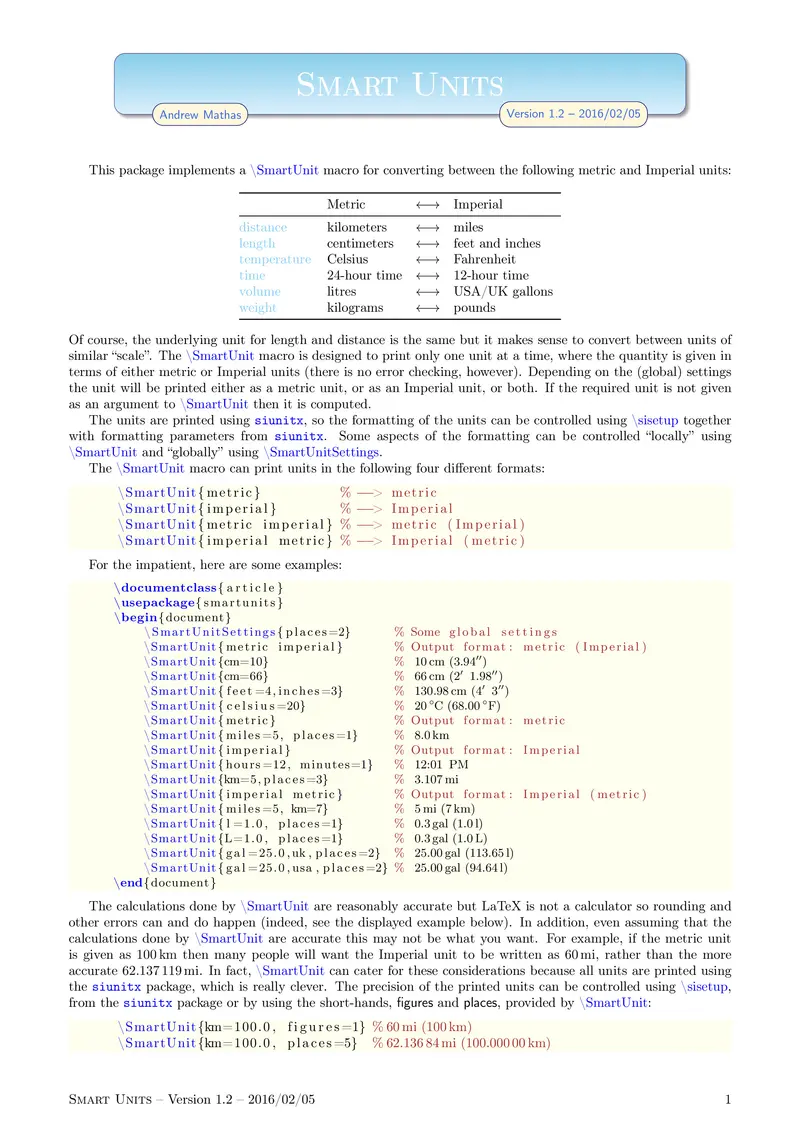 Smart Units
Andrew Mathas
Version 1.2 – 2016/02/05
This package implements a \SmartUnit macro for converting between the following metric and Imperial units:
Metric ⟷ Imperial
distance kilometers ⟷ miles
length centimeters ⟷ feet and inches
temperature Celsius ⟷ Fahrenheit
time 24-hour time ⟷ 12-hour time
volume litres ⟷ USA/UK gallons
weight kilograms ⟷ pounds
Of course, the underlying unit for length and distance is the same but it makes sense to convert between units of
similar “scale”. The \SmartUnit macro is designed to print only one unit at a time, where the quantity is given in
terms of either metric or Imperial units (there is no error checking, however). Depending on the (global) settings
the unit will be printed either as a metric unit, or as an Imperial unit, or both. If the required unit is not given
as an argument to \SmartUnit then it is computed.
The units are printed using siunitx, so the formatting of the units can be controlled using \sisetup together
with formatting parameters from siunitx. Some aspects of the formatting can be controlled “locally” using
\SmartUnit and “globally” using \SmartUnitSettings.
The \SmartUnit macro can print units in the following four different formats:
\SmartUnit{metric} % —> metric
\SmartUnit{imperial} % —> Imperial
\SmartUnit{metric imperial} % —> metric (Imperial)
\SmartUnit{imperial metric} % —> Imperial (metric)
For the impatient, here are some examples:
\documentclass{article}
\usepackage{smartunits}
\begin{document}
\SmartUnitSettings{places=2} % Some global settings
\SmartUnit{metric imperial} % Output format: metric (Imperial)
\SmartUnit{cm=10} % 10 cm (3.94″)
\SmartUnit{cm=66} % 66 cm (2′ 1.98″)
\SmartUnit{feet=4,inches=3} % 130.98 cm (4′ 3″)
\SmartUnit{celsius=20} % 20 °C (68.00 °F)
\SmartUnit{metric} % Output format: metric
\SmartUnit{miles=5, places=1} % 8.0 km
\SmartUnit{imperial} % Output format: Imperial
\SmartUnit{hours=12, minutes=1} % 12:01 PM
\SmartUnit{km=5,places=3} % 3.107 mi
\SmartUnit{imperial metric} % Output format: Imperial (metric)
\SmartUnit{miles=5, km=7} % 5 mi (7 km)
\SmartUnit{l=1.0, places=1} % 0.3 gal (1.0 l)
\SmartUnit{L=1.0, places=1} % 0.3 gal (1.0 L)
\SmartUnit{gal=25.0,uk, places=2} % 25.00 gal (113.65 l)
\SmartUnit{gal=25.0,usa, places=2} % 25.00 gal (94.64 l)
\end{document}
The calculations done by \SmartUnit are reasonably accurate but LaTeX is not a calculator so rounding and
other errors can and do happen (indeed, see the displayed example below). In addition, even assuming that the
calculations done by \SmartUnit are accurate this may not be what you want. For example, if the metric unit
is given as 100 km then many people will want the Imperial unit to be written as 60 mi, rather than the more
accurate 62.137 119 mi. In fact, \SmartUnit can cater for these considerations because all units are printed using
the siunitx package, which is really clever. The precision of the printed units can be controlled using \sisetup,
from the siunitx package or by using the short-hands, figures and places, provided by \SmartUnit:
\SmartUnit{km=100.0, figures=1} % 60 mi (100 km)
\SmartUnit{km=100.0, places=5} % 62.136 84 mi (100.000 00 km)
Smart Units – Version 1.2 – 2016/02/05 1